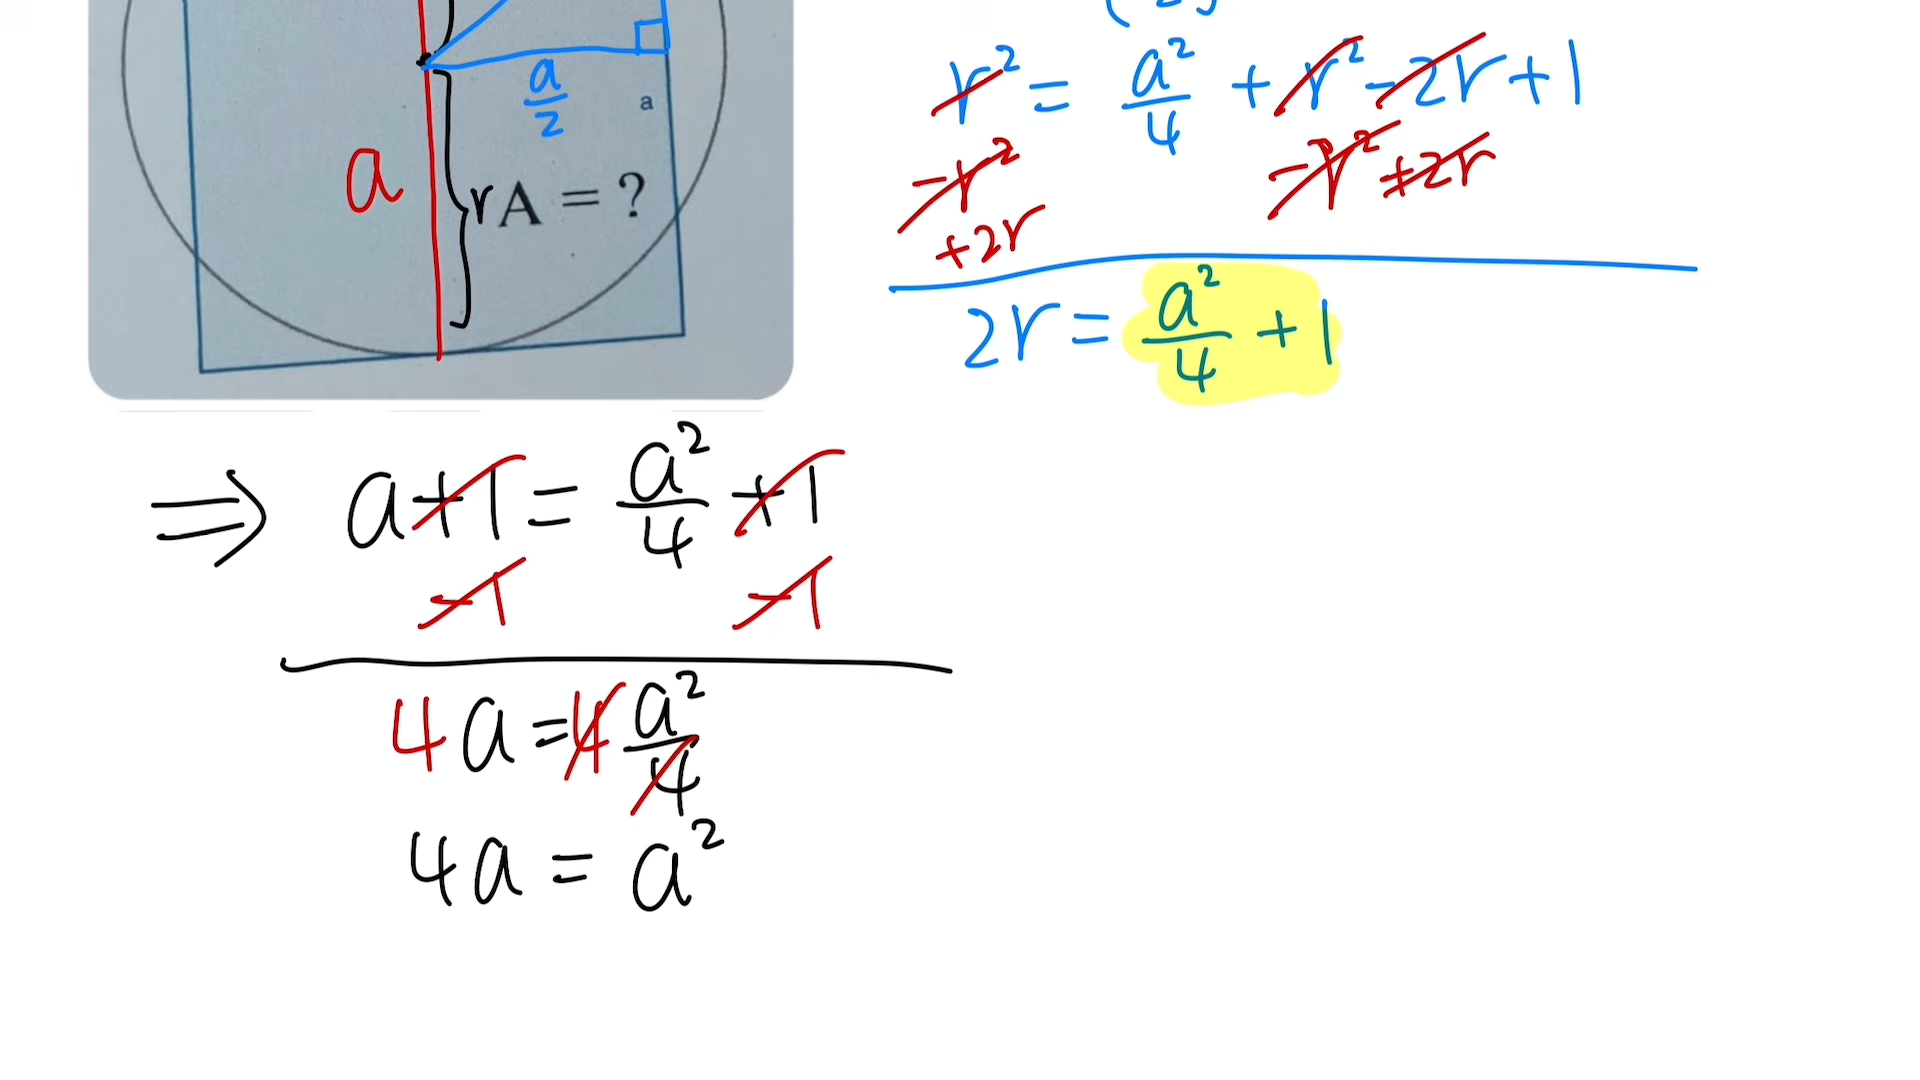 a/2
a
a
r A = ?
r² = a²/4 + r² - 2r + 1
-r² -r² +2r
+2r
2r = a²/4 + 1
⇒ a + 1 = a²/4 + 1
-1 -1
4a = 4 a²/4
4a = a²